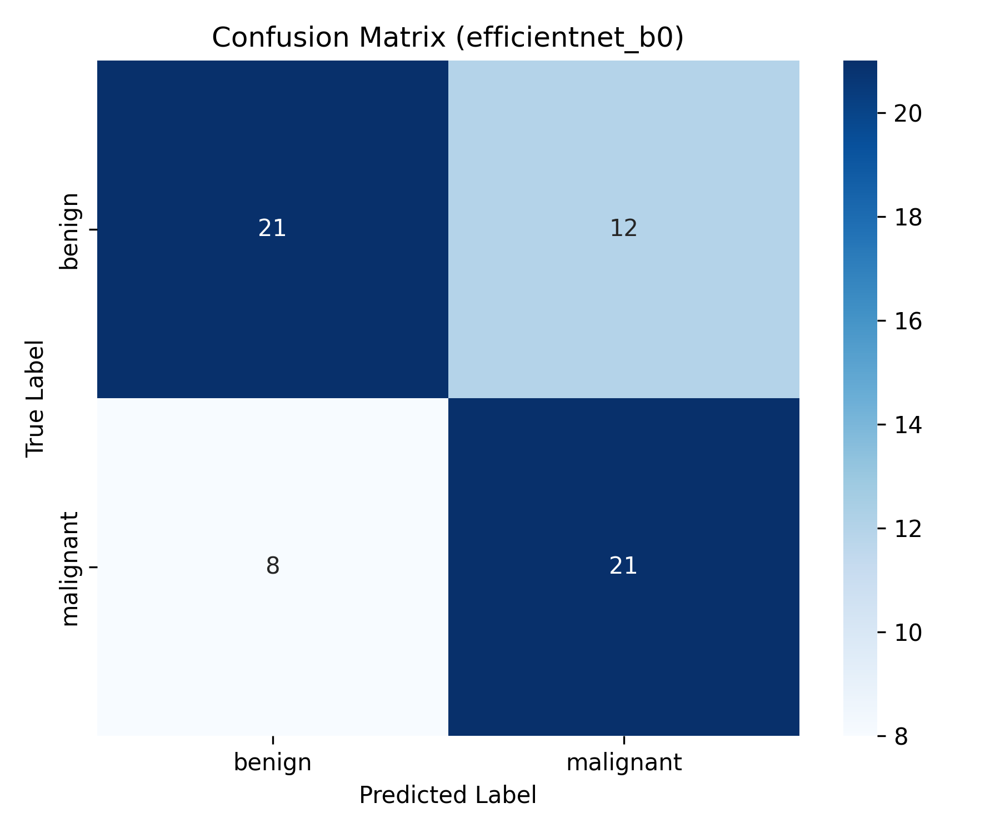 Confusion Matrix (efficientnet_b0)
True Label
benign
21
12
malignant
8
21
benign
malignant
Predicted Label
20
18
16
14
12
10
8